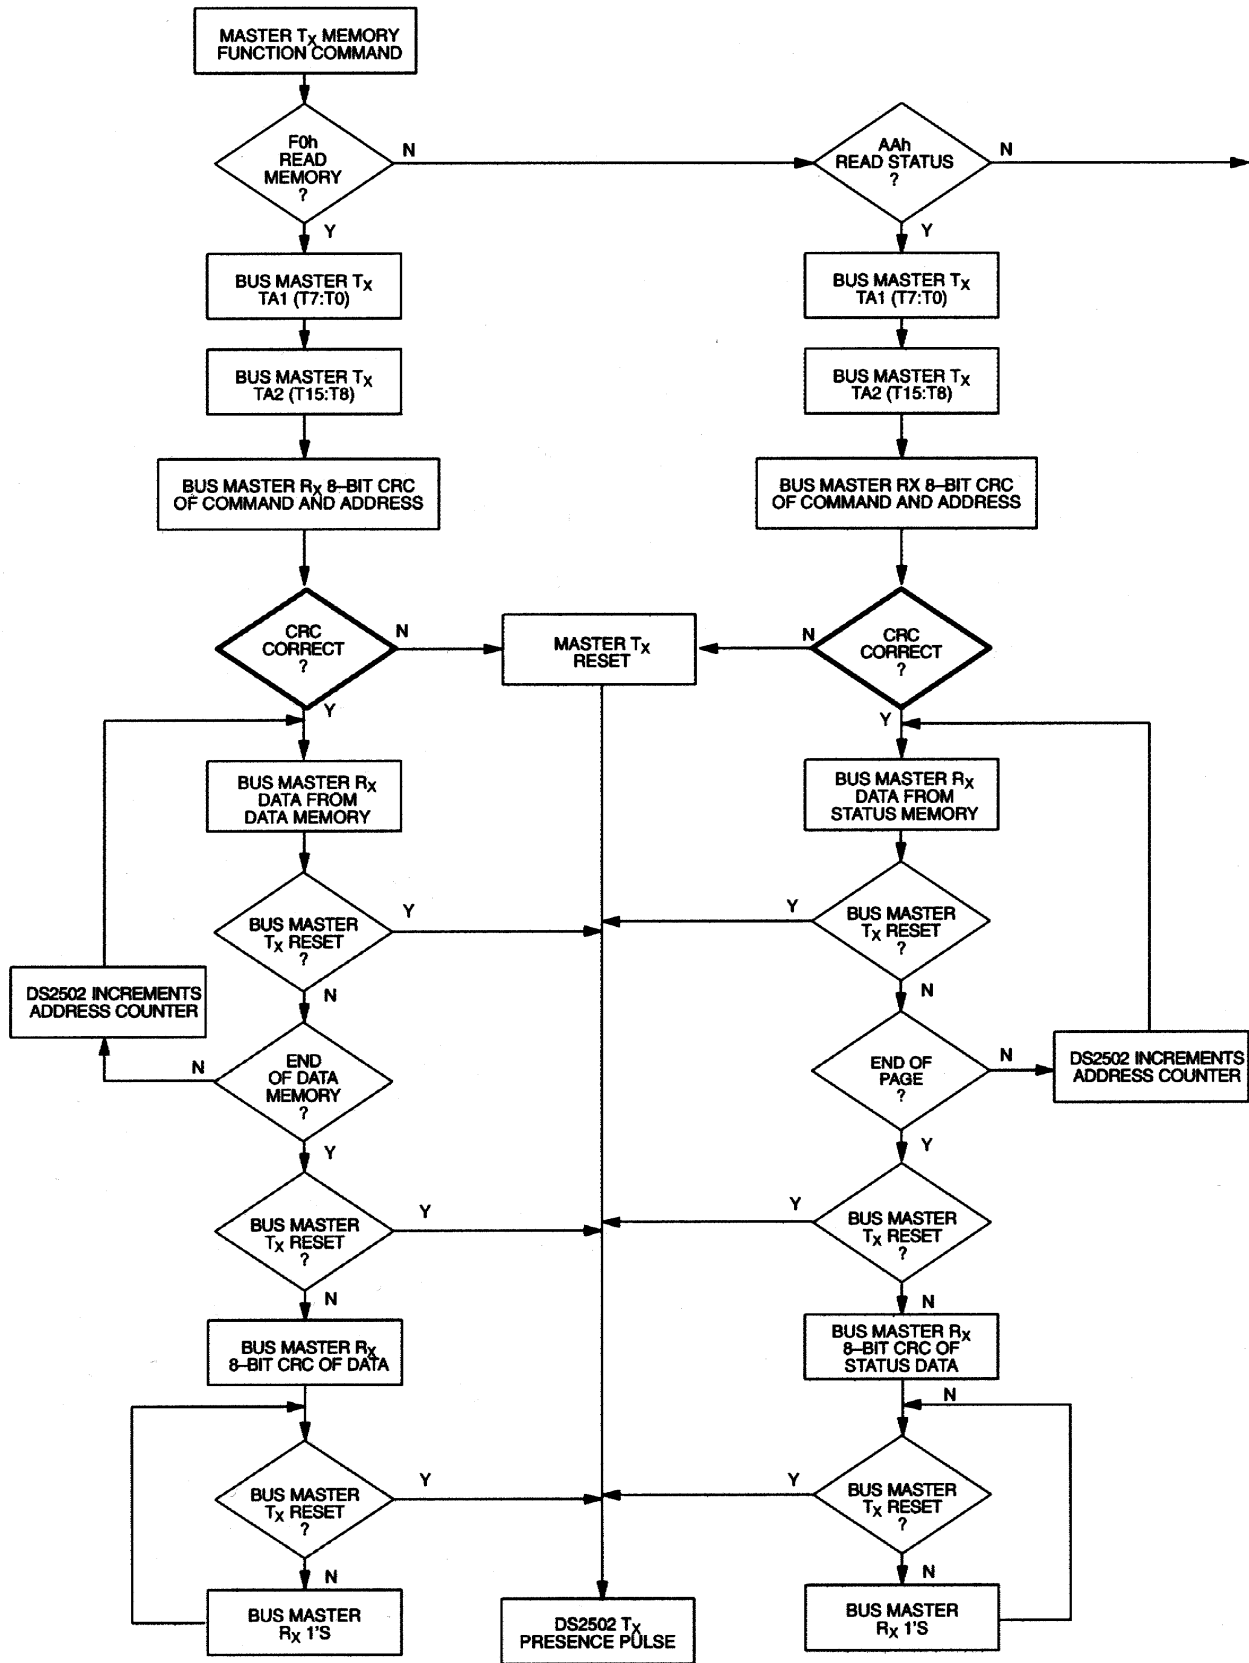 MASTER TX MEMORY
FUNCTION COMMAND
F0h
READ
MEMORY
?
N
Y
AAh
READ STATUS
?
N
Y
BUS MASTER TX
TA1 (T7:T0)
BUS MASTER TX
TA1 (T7:T0)
BUS MASTER TX
TA2 (T15:T8)
BUS MASTER TX
TA2 (T15:T8)
BUS MASTER RX 8–BIT CRC
OF COMMAND AND ADDRESS
BUS MASTER RX 8–BIT CRC
OF COMMAND AND ADDRESS
CRC
CORRECT
?
N
Y
MASTER TX
RESET
N
CRC
CORRECT
?
Y
BUS MASTER RX
DATA FROM
DATA MEMORY
BUS MASTER RX
DATA FROM
STATUS MEMORY
BUS MASTER
TX RESET
?
Y
N
Y
BUS MASTER
TX RESET
?
N
DS2502 INCREMENTS
ADDRESS COUNTER
N
END
OF DATA
MEMORY
?
Y
END OF
PAGE
?
N
Y
DS2502 INCREMENTS
ADDRESS COUNTER
BUS MASTER
TX RESET
?
Y
N
Y
BUS MASTER
TX RESET
?
N
BUS MASTER RX
8–BIT CRC OF DATA
BUS MASTER RX
8–BIT CRC OF
STATUS DATA
N
BUS MASTER
TX RESET
?
Y
N
Y
BUS MASTER
TX RESET
?
N
BUS MASTER
RX 1'S
DS2502 TX
PRESENCE PULSE
BUS MASTER
RX 1'S